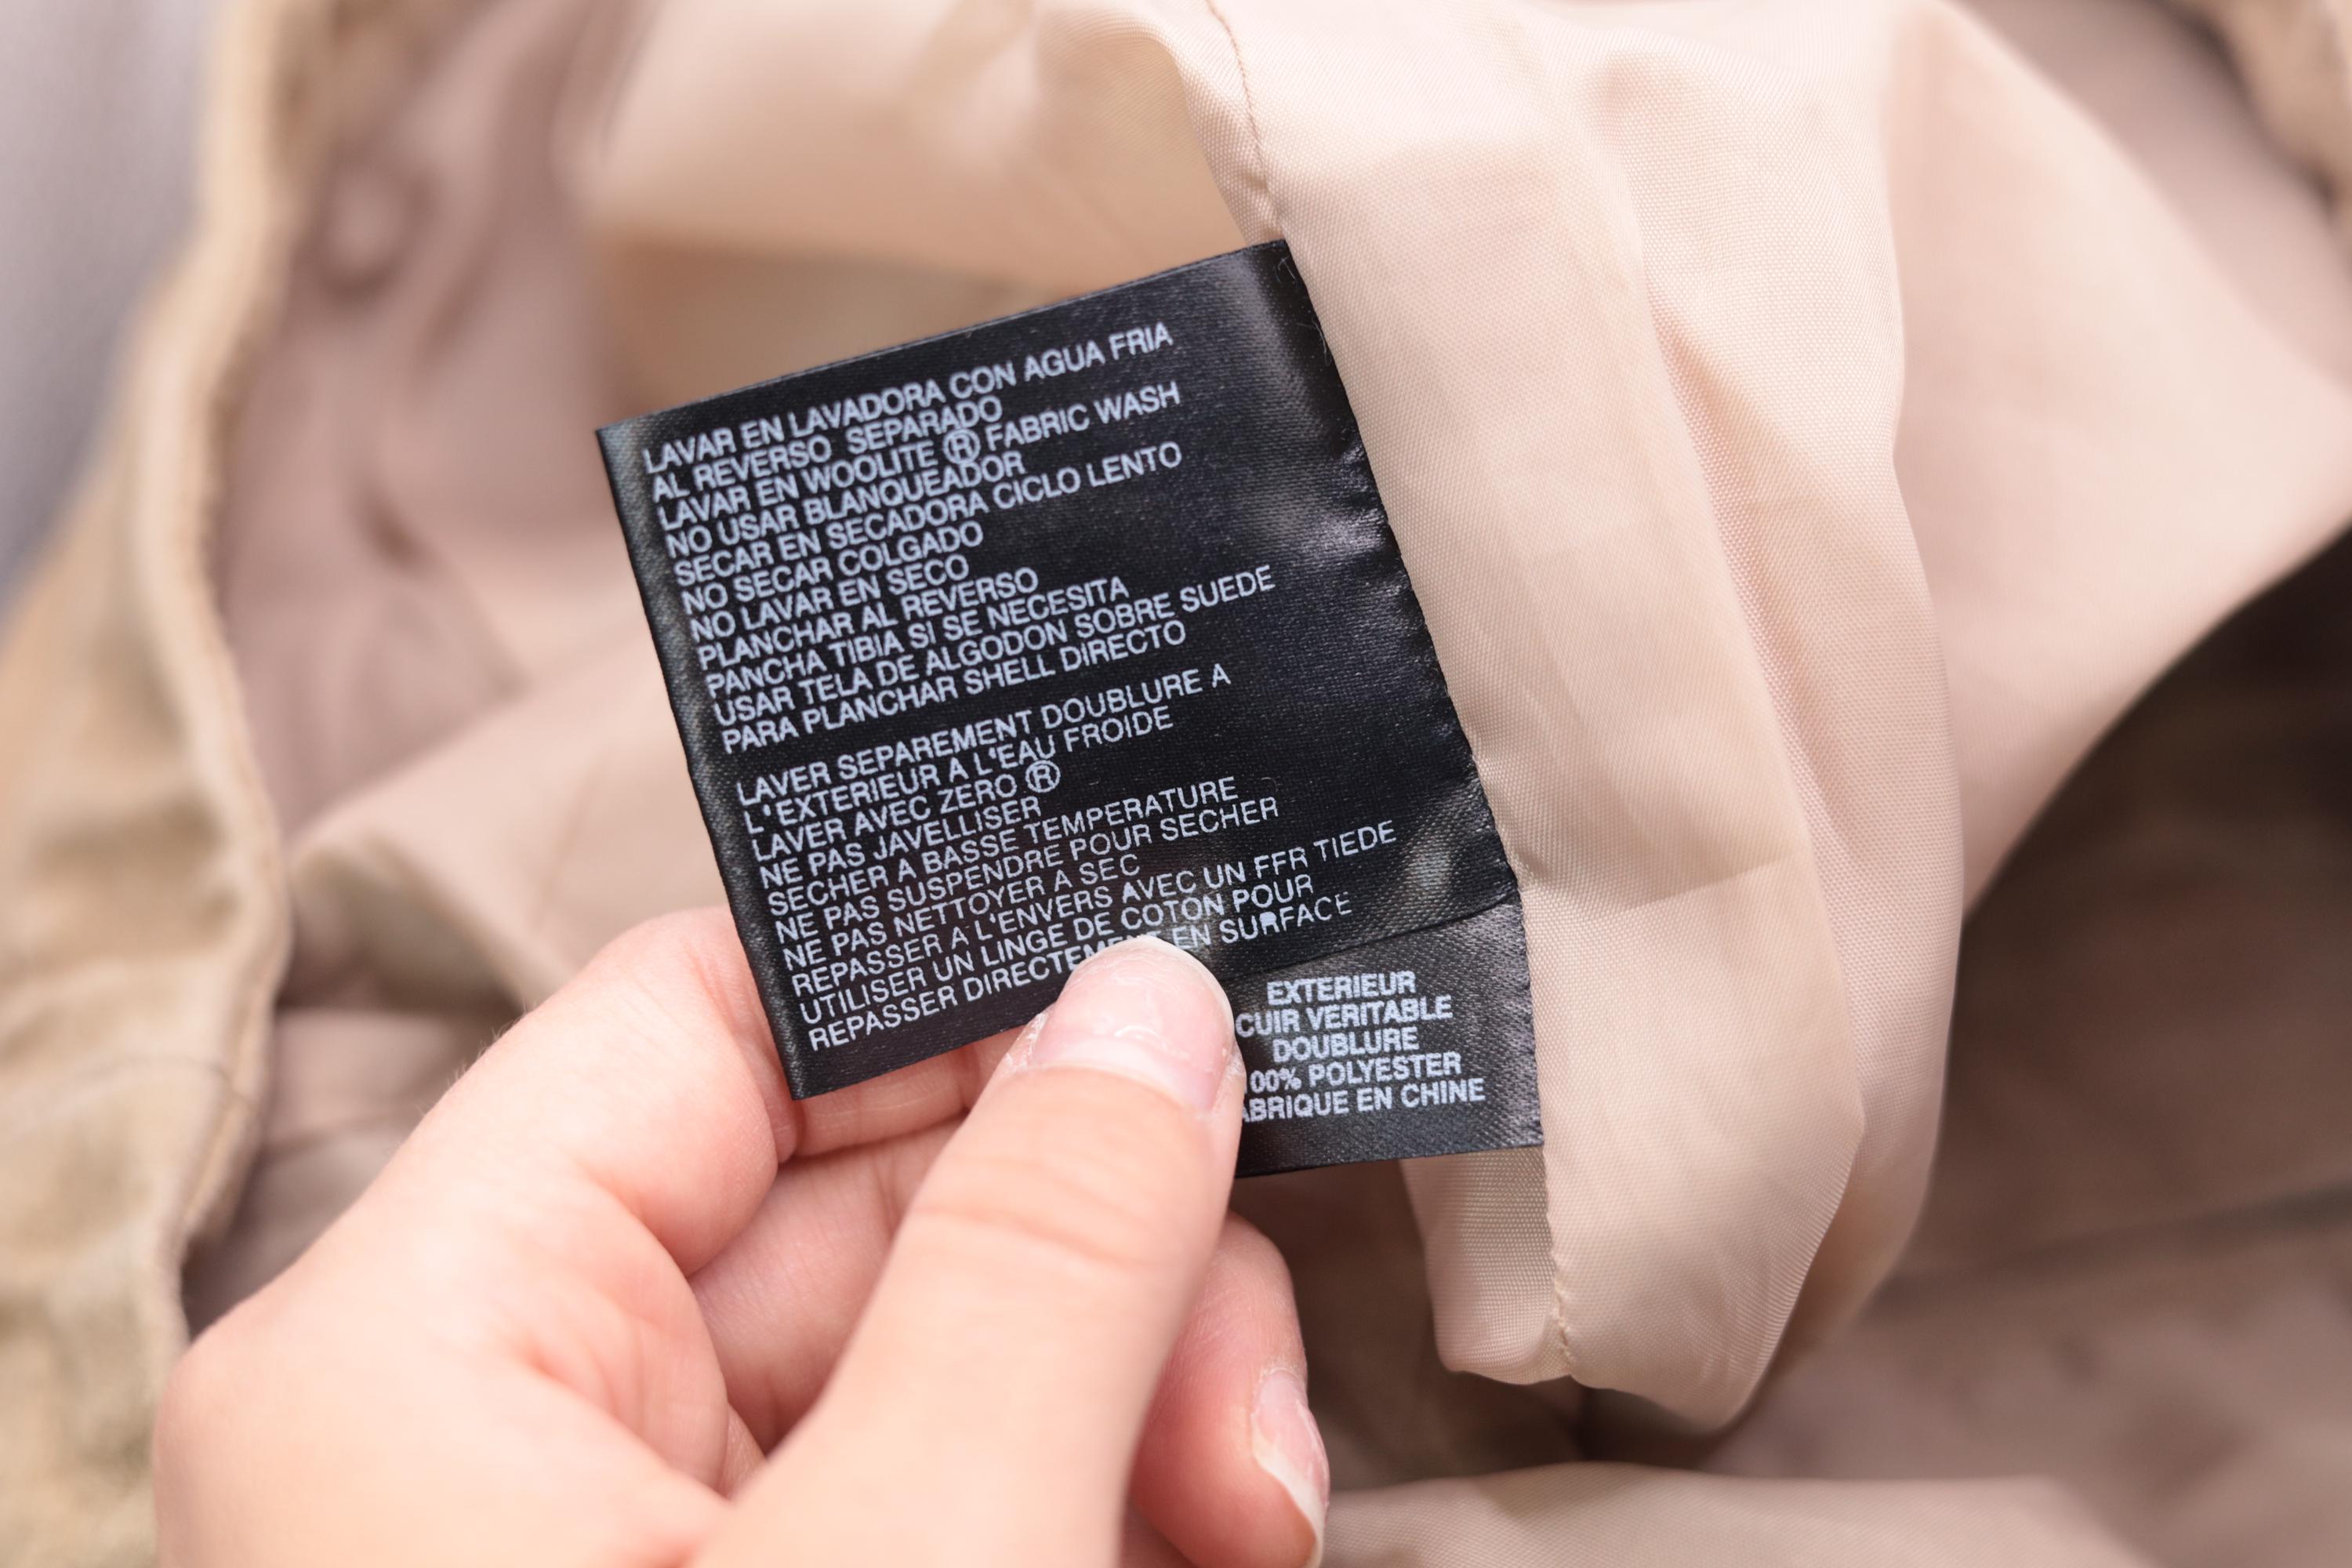 LAVAR EN LAVADORA CON AGUA FRIA
AL REVERSO SEPARADO
LAVAR EN WOOLITE ® FABRIC WASH
NO USAR BLANQUEADOR
SECAR EN SECADORA CICLO LENTO
NO SECAR COLGADO
NO LAVAR EN SECO
PLANCHAR AL REVERSO
PANCHA TIBIA SI SE NECESITA
USAR TELA DE ALGODON SOBRE SUEDE
PARA PLANCHAR SHELL DIRECTO
LAVER SEPAREMENT DOUBLURE A
L'EXTERIEUR A L'EAU FROIDE
LAVER AVEC ZERO ®
NE PAS JAVELLISER
SECHER A BASSE TEMPERATURE
NE PAS SUSPENDRE POUR SECHER
NE PAS NETTOYER A SEC
REPASSER A L'ENVERS AVEC UN FFR TIEDE
UTILISER UN LINGE DE COTON POUR
REPASSER DIRECTEMENT EN SURFACE
EXTERIEUR
CUIR VERITABLE
DOUBLURE
00% POLYESTER
ABRIQUE EN CHINE